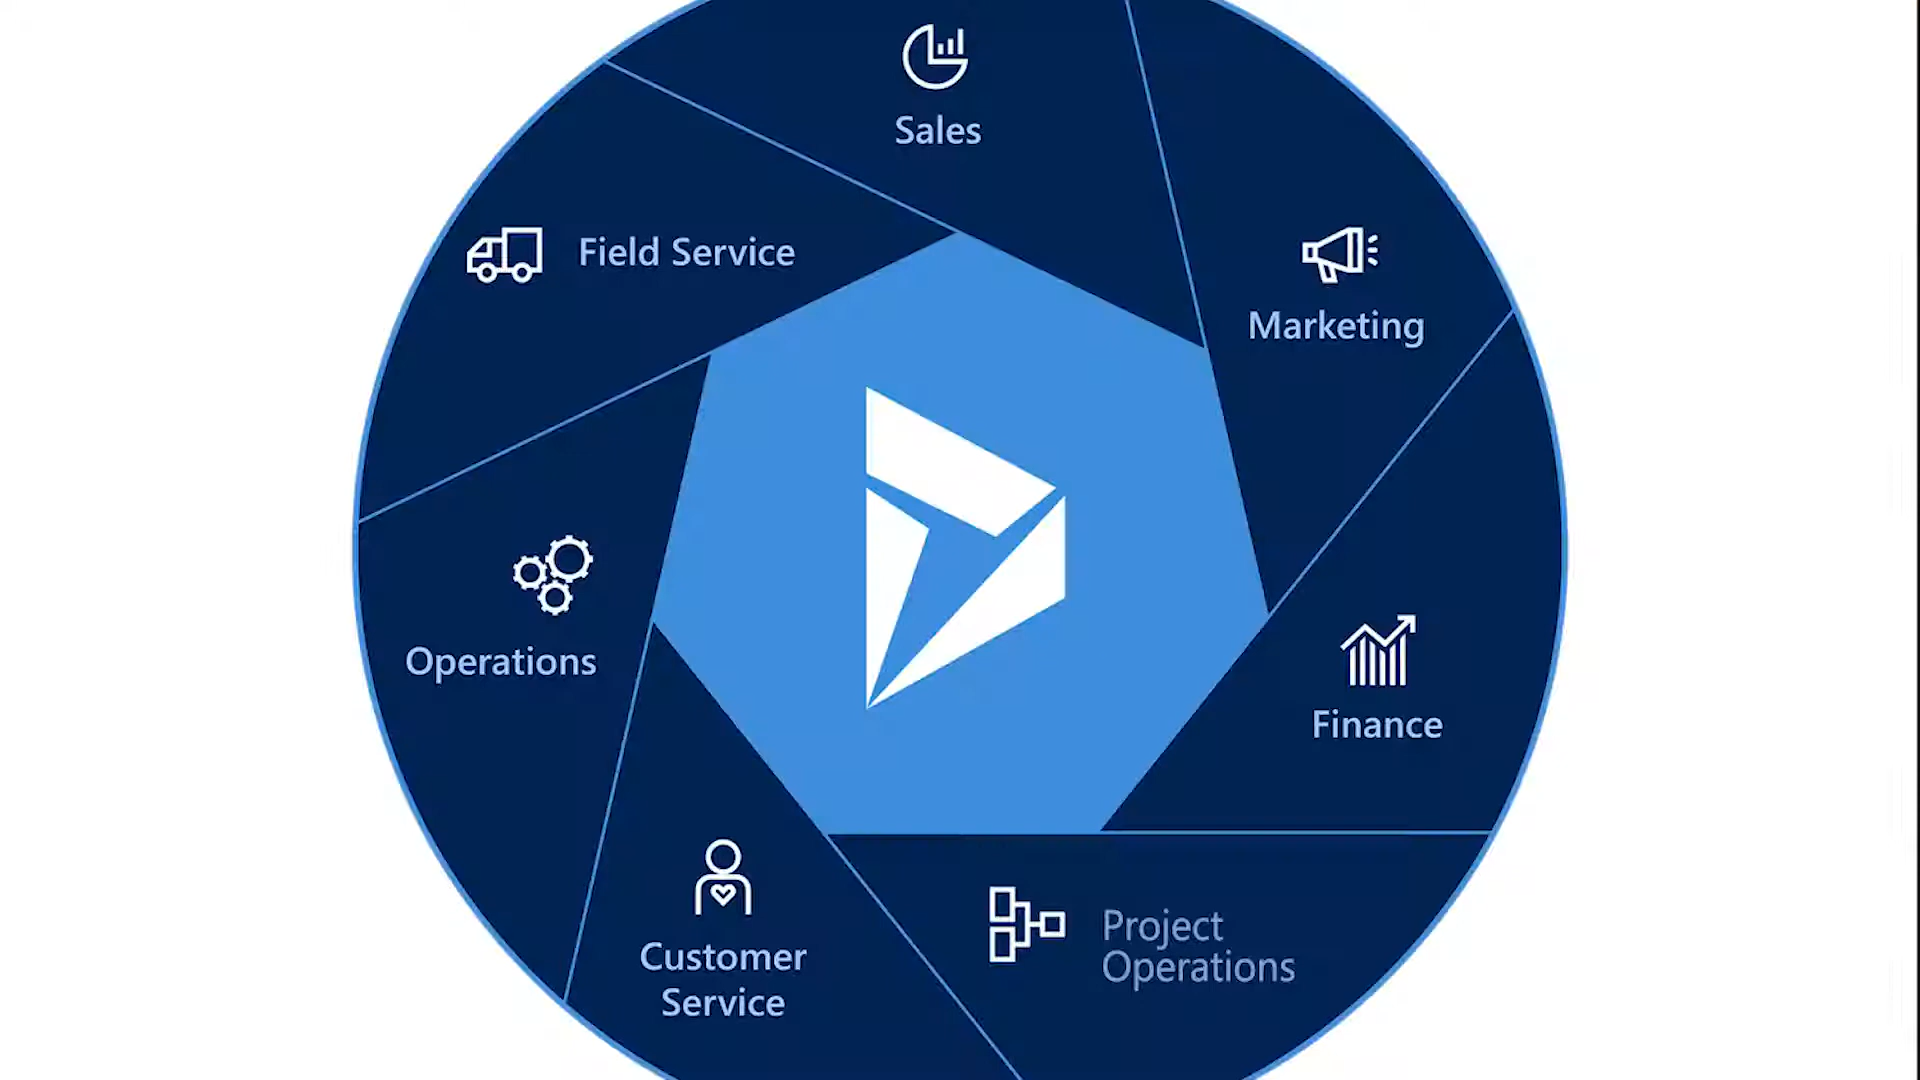 Sales
Field Service
Marketing
Operations
Finance
Customer
Service
Project
Operations